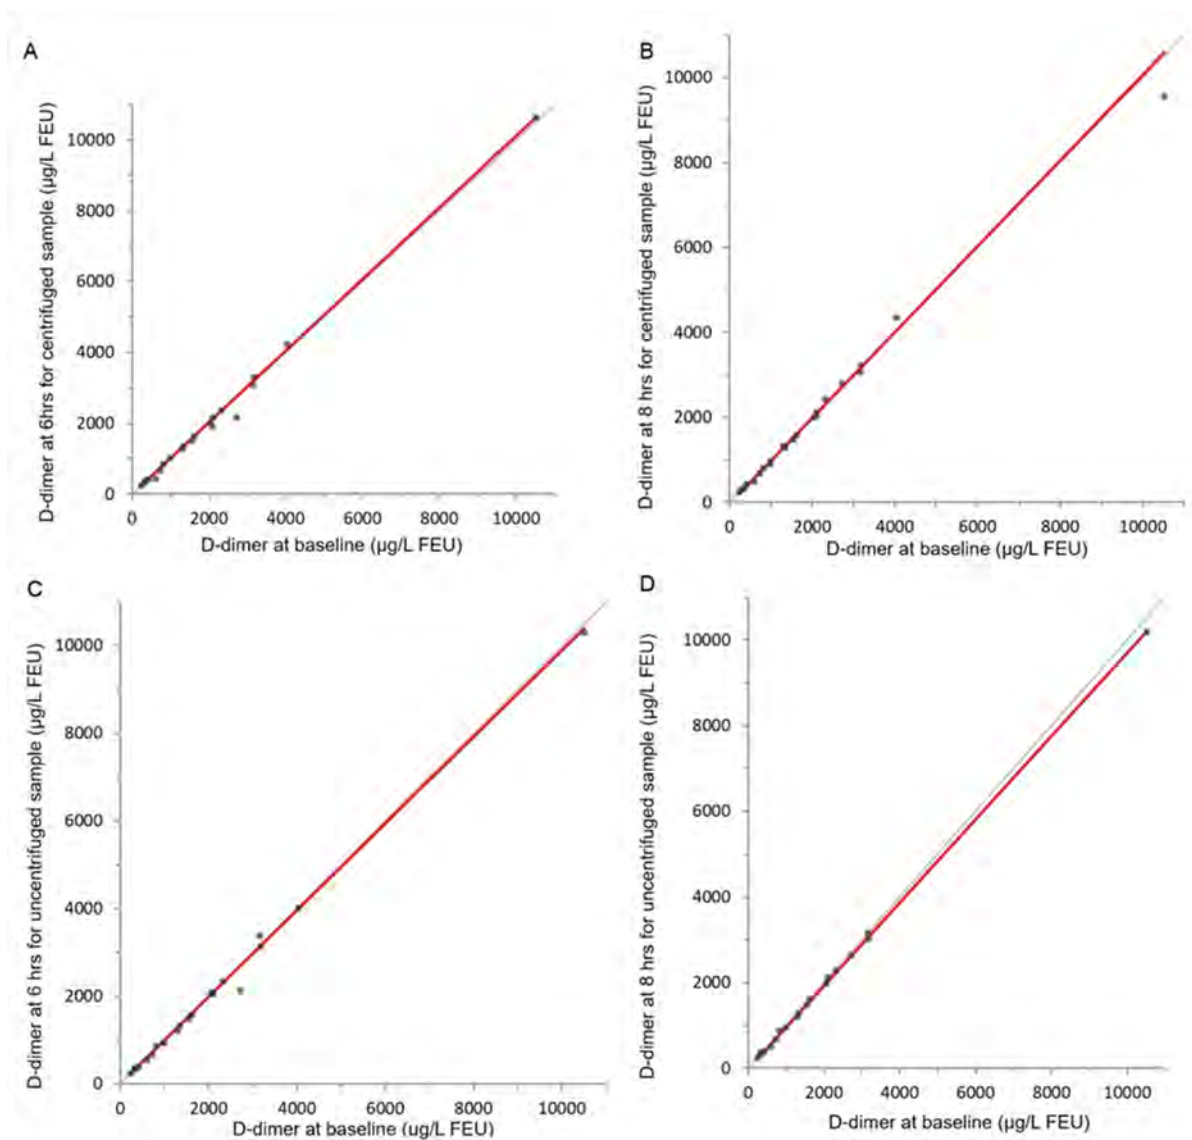 A
D-dimer at 6hrs for centrifuged sample (µg/L FEU)
10000
8000
6000
4000
2000
0
0 2000 4000 6000 8000 10000
D-dimer at baseline (µg/L FEU)
B
D-dimer at 8 hrs for centrifuged sample (µg/L FEU)
10000
8000
6000
4000
2000
0
0 2000 4000 6000 8000 10000
D-dimer at baseline (µg/L FEU)
C
D-dimer at 6 hrs for uncentrifuged sample (µg/L FEU)
10000
8000
6000
4000
2000
0
0 2000 4000 6000 8000 10000
D-dimer at baseline (µg/L FEU)
D
D-dimer at 8 hrs for uncentrifuged sample (µg/L FEU)
10000
8000
6000
4000
2000
0
0 2000 4000 6000 8000 10000
D-dimer at baseline (µg/L FEU)